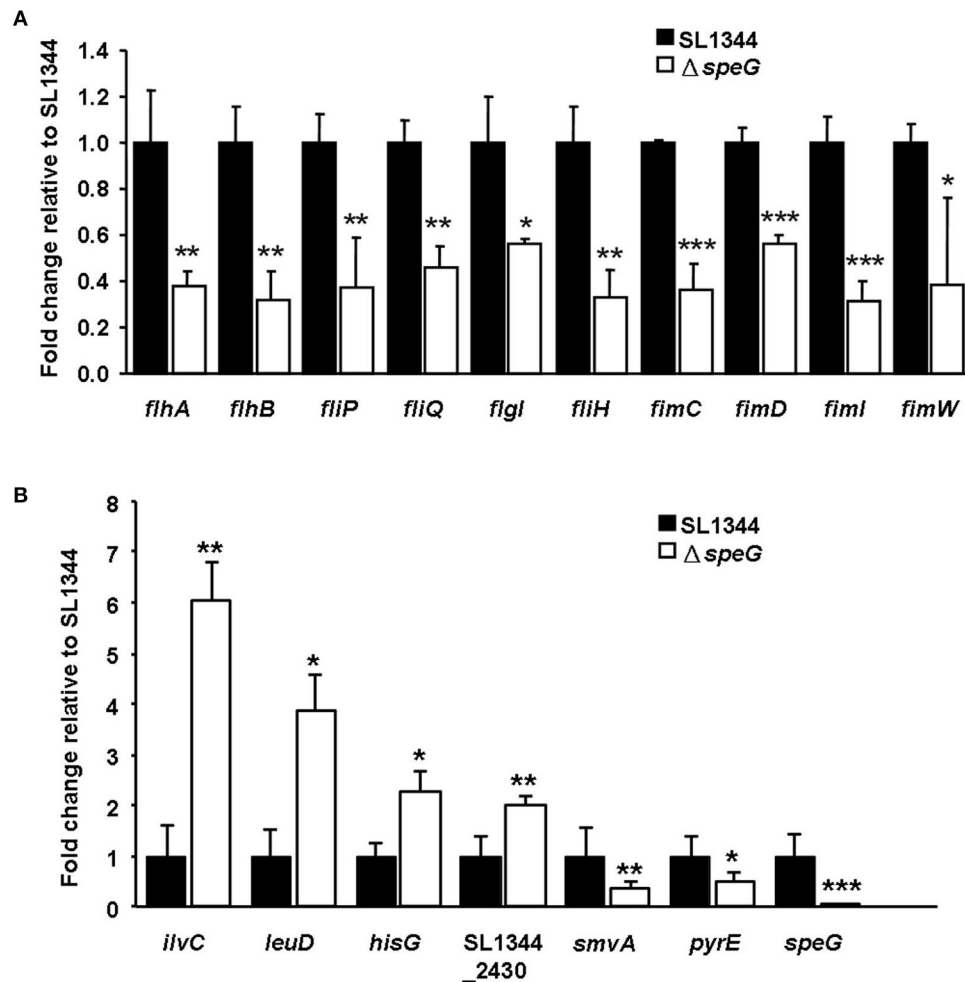 A
Fold change relative to SL1344
SL1344
Δ speG
1.4
1.2
1.0
0.8
0.6
0.4
0.2
0.0
** ** ** ** * ** *** *** *** *
flhA flhB fliP fliQ flgI fliH fimC fimD fimI fimW
B
Fold change relative to SL1344
SL1344
Δ speG
8
7
6
5
4
3
2
1
0
** * * ** ** * ***
ilvC leuD hisG SL1344 smvA pyrE speG
_2430